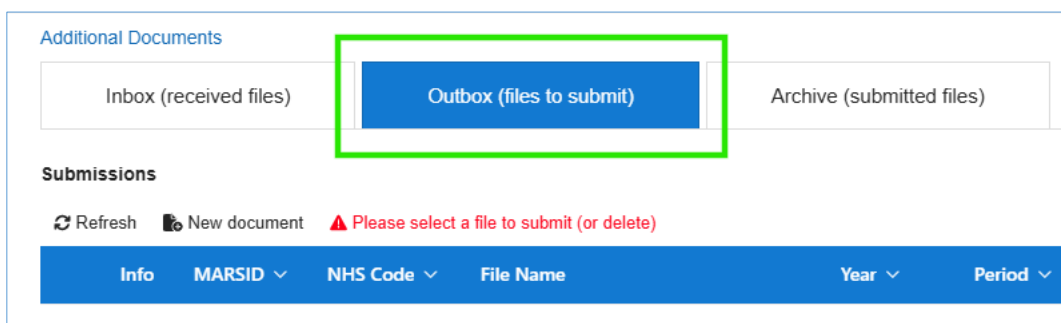 Additional Documents
Inbox (received files) Outbox (files to submit) Archive (submitted files)
Submissions
Refresh New document Please select a file to submit (or delete)
Info MARSID NHS Code File Name Year Period